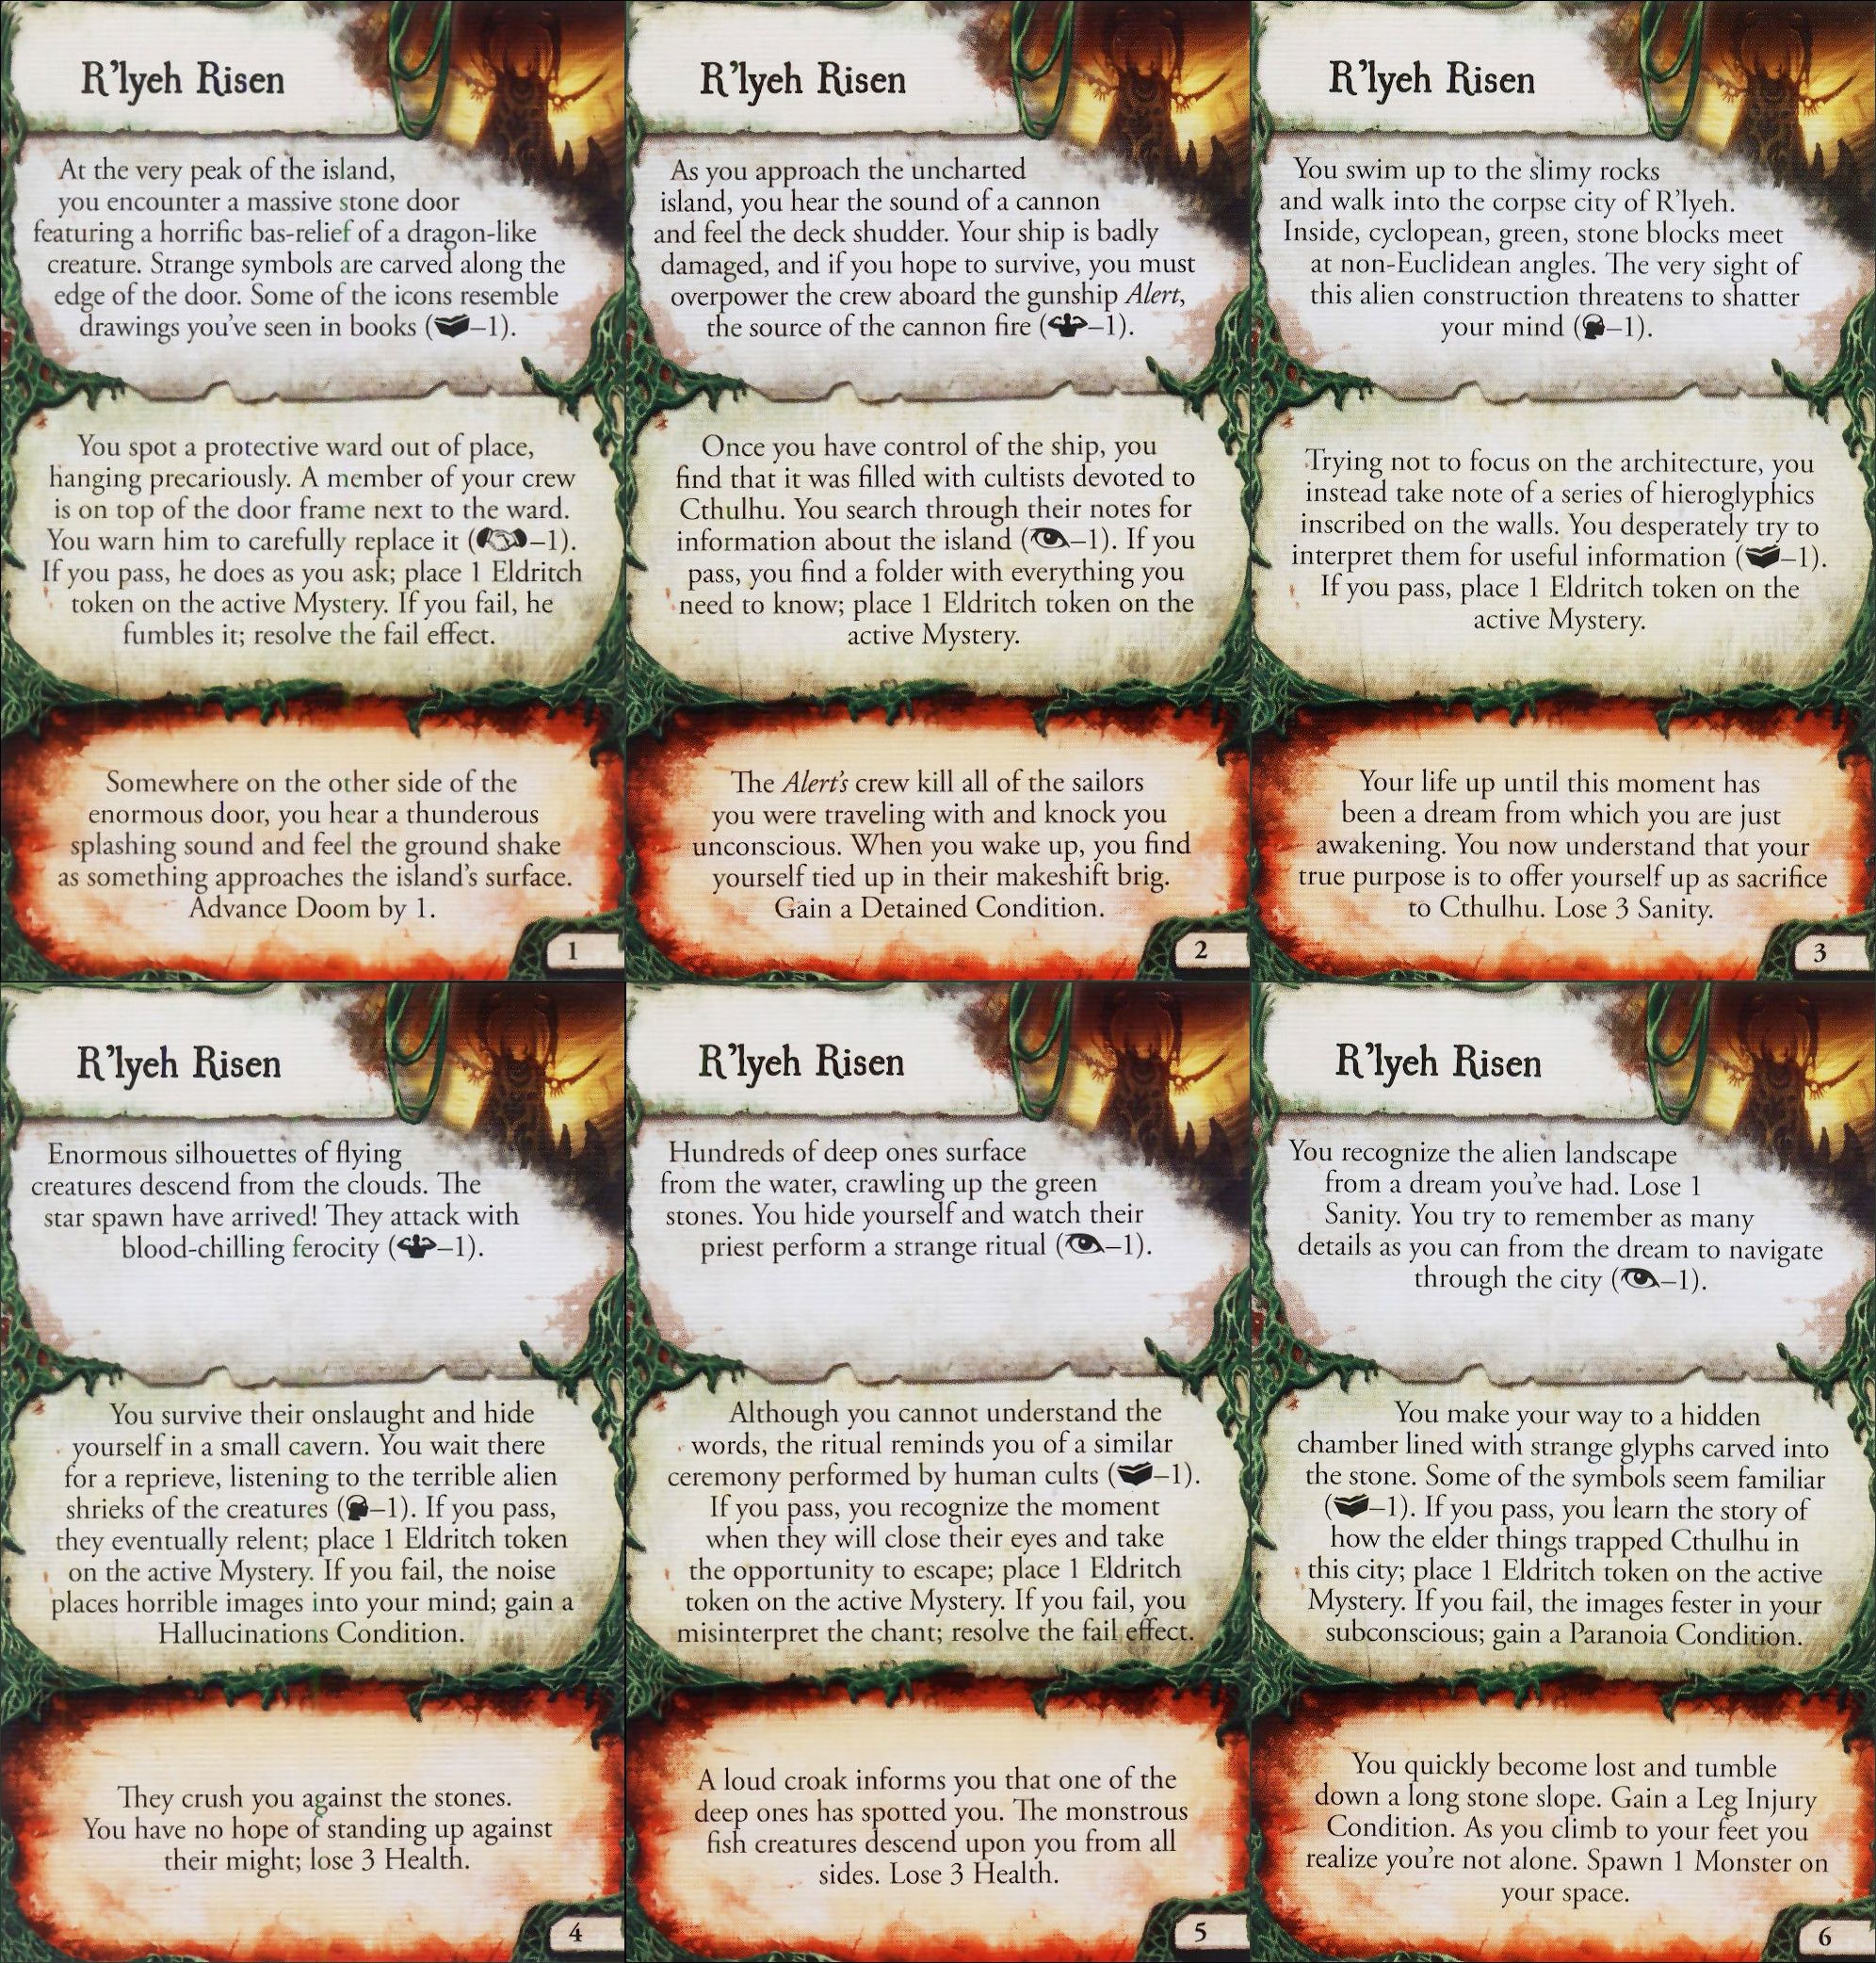 R'lyeh Risen
At the very peak of the island,
you encounter a massive stone door
featuring a horrific bas-relief of a dragon-like
creature. Strange symbols are carved along the
edge of the door. Some of the icons resemble
drawings you've seen in books (–1).
You spot a protective ward out of place,
hanging precariously. A member of your crew
is on top of the door frame next to the ward.
You warn him to carefully replace it (–1).
If you pass, he does as you ask; place 1 Eldritch
token on the active Mystery. If you fail, he
fumbles it; resolve the fail effect.
Somewhere on the other side of the
enormous door, you hear a thunderous
splashing sound and feel the ground shake
as something approaches the island's surface.
Advance Doom by 1.
1
R'lyeh Risen
As you approach the uncharted
island, you hear the sound of a cannon
and feel the deck shudder. Your ship is badly
damaged, and if you hope to survive, you must
overpower the crew aboard the gunship Alert,
the source of the cannon fire (–1).
Once you have control of the ship, you
find that it was filled with cultists devoted to
Cthulhu. You search through their notes for
information about the island (–1). If you
pass, you find a folder with everything you
need to know; place 1 Eldritch token on the
active Mystery.
The Alert's crew kill all of the sailors
you were traveling with and knock you
unconscious. When you wake up, you find
yourself tied up in their makeshift brig.
Gain a Detained Condition.
2
R'lyeh Risen
You swim up to the slimy rocks
and walk into the corpse city of R'lyeh.
Inside, cyclopean, green, stone blocks meet
at non-Euclidean angles. The very sight of
this alien construction threatens to shatter
your mind (–1).
Trying not to focus on the architecture, you
instead take note of a series of hieroglyphics
inscribed on the walls. You desperately try to
interpret them for useful information (–1).
If you pass, place 1 Eldritch token on the
active Mystery.
Your life up until this moment has
been a dream from which you are just
awakening. You now understand that your
true purpose is to offer yourself up as sacrifice
to Cthulhu. Lose 3 Sanity.
3
R'lyeh Risen
Enormous silhouettes of flying
creatures descend from the clouds. The
star spawn have arrived! They attack with
blood-chilling ferocity (–1).
You survive their onslaught and hide
yourself in a small cavern. You wait there
for a reprieve, listening to the terrible alien
shrieks of the creatures (–1). If you pass,
they eventually relent; place 1 Eldritch token
on the active Mystery. If you fail, the noise
places horrible images into your mind; gain a
Hallucinations Condition.
They crush you against the stones.
You have no hope of standing up against
their might; lose 3 Health.
4
R'lyeh Risen
Hundreds of deep ones surface
from the water, crawling up the green
stones. You hide yourself and watch their
priest perform a strange ritual (–1).
Although you cannot understand the
words, the ritual reminds you of a similar
ceremony performed by human cults (–1).
If you pass, you recognize the moment
when they will close their eyes and take
the opportunity to escape; place 1 Eldritch
token on the active Mystery. If you fail, you
misinterpret the chant; resolve the fail effect.
A loud croak informs you that one of the
deep ones has spotted you. The monstrous
fish creatures descend upon you from all
sides. Lose 3 Health.
5
R'lyeh Risen
You recognize the alien landscape
from a dream you've had. Lose 1
Sanity. You try to remember as many
details as you can from the dream to navigate
through the city (–1).
You make your way to a hidden
chamber lined with strange glyphs carved into
the stone. Some of the symbols seem familiar
(–1). If you pass, you learn the story of
how the elder things trapped Cthulhu in
this city; place 1 Eldritch token on the active
Mystery. If you fail, the images fester in your
subconscious; gain a Paranoia Condition.
You quickly become lost and tumble
down a long stone slope. Gain a Leg Injury
Condition. As you climb to your feet you
realize you're not alone. Spawn 1 Monster on
your space.
6